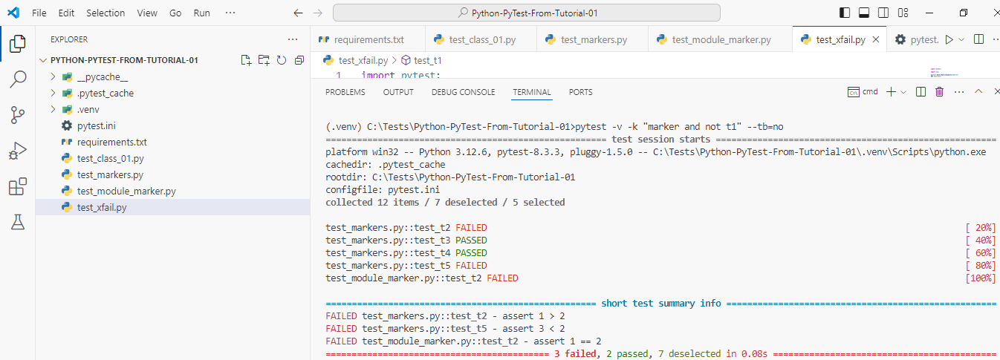 File Edit Selection View Go Run ··· Python-PyTest-From-Tutorial-01
EXPLORER ···
PYTHON-PYTEST-FROM-TUTORIAL-01
__pycache__
.pytest_cache
.venv
pytest.ini
requirements.txt
test_class_01.py
test_markers.py
test_module_marker.py
test_xfail.py
requirements.txt test_class_01.py test_markers.py test_module_marker.py test_xfail.py pytest.
test_xfail.py > test_t1
1 import pytest;
PROBLEMS OUTPUT DEBUG CONSOLE TERMINAL PORTS cmd
(.venv) C:\Tests\Python-PyTest-From-Tutorial-01>pytest -v -k "marker and not t1" --tb=no
============================================= test session starts =============================================
platform win32 -- Python 3.12.6, pytest-8.3.3, pluggy-1.5.0 -- C:\Tests\Python-PyTest-From-Tutorial-01\.venv\Scripts\python.exe
cachedir: .pytest_cache
rootdir: C:\Tests\Python-PyTest-From-Tutorial-01
configfile: pytest.ini
collected 12 items / 7 deselected / 5 selected
test_markers.py::test_t2 FAILED [ 20%]
test_markers.py::test_t3 PASSED [ 40%]
test_markers.py::test_t4 PASSED [ 60%]
test_markers.py::test_t5 FAILED [ 80%]
test_module_marker.py::test_t2 FAILED [100%]
============================================ short test summary info ============================================
FAILED test_markers.py::test_t2 - assert 1 > 2
FAILED test_markers.py::test_t5 - assert 3 < 2
FAILED test_module_marker.py::test_t2 - assert 1 == 2
==================================== 3 failed, 2 passed, 7 deselected in 0.08s ====================================